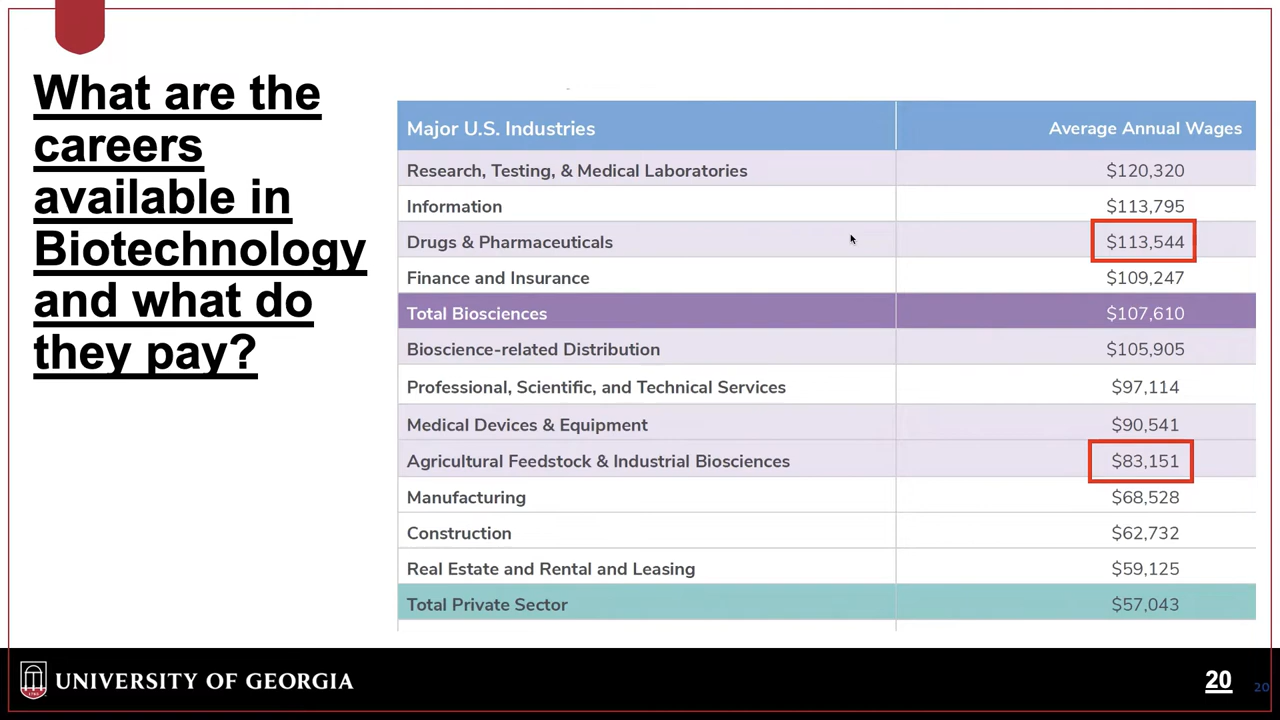 What are the
careers
available in
Biotechnology
and what do
they pay?
Major U.S. Industries Average Annual Wages
Research, Testing, & Medical Laboratories $120,320
Information $113,795
Drugs & Pharmaceuticals $113,544
Finance and Insurance $109,247
Total Biosciences $107,610
Bioscience-related Distribution $105,905
Professional, Scientific, and Technical Services $97,114
Medical Devices & Equipment $90,541
Agricultural Feedstock & Industrial Biosciences $83,151
Manufacturing $68,528
Construction $62,732
Real Estate and Rental and Leasing $59,125
Total Private Sector $57,043
1785 UNIVERSITY OF GEORGIA 20 20